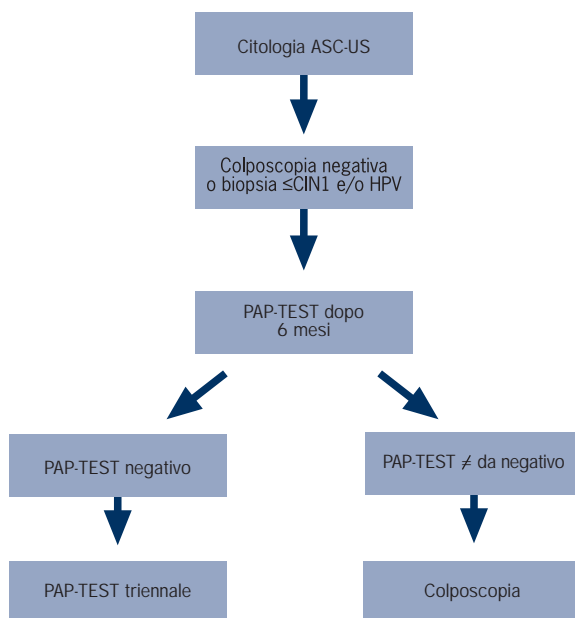 Citologia ASC-US
Colposcopia negativa
o biopsia ≤CIN1 e/o HPV
PAP-TEST dopo
6 mesi
PAP-TEST negativo
PAP-TEST ≠ da negativo
PAP-TEST triennale
Colposcopia